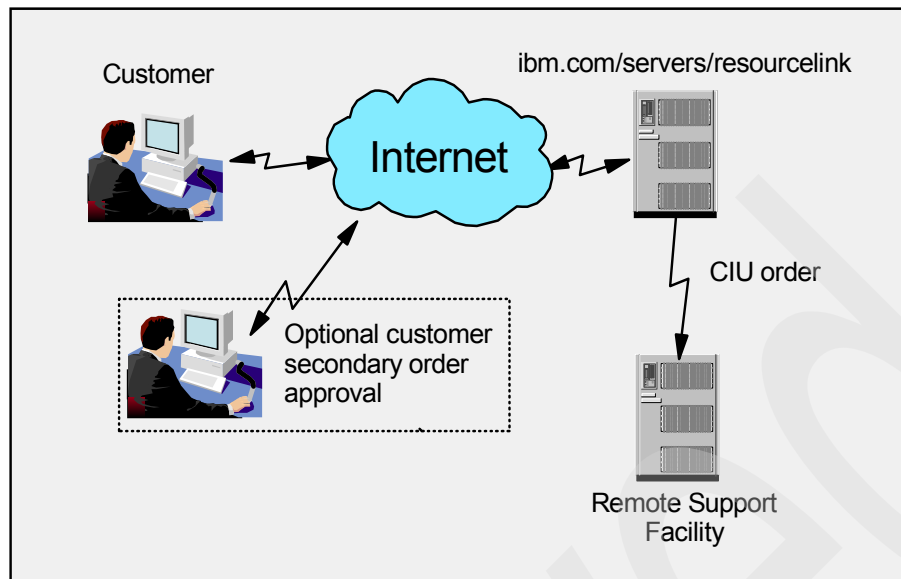 Customer
ibm.com/servers/resourcelink
Internet
CIU order
Optional customer
secondary order
approval
Remote Support
Facility